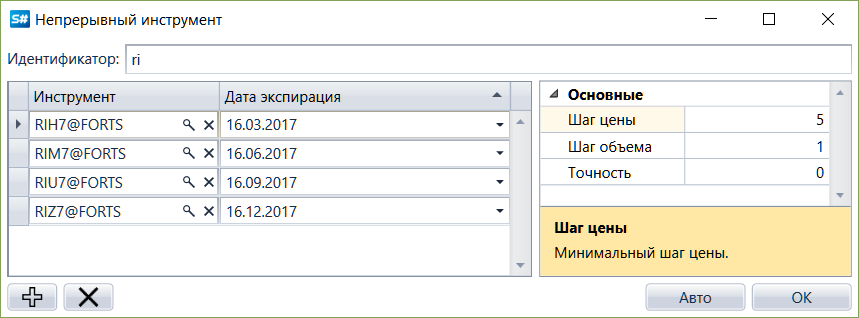 S# Непрерывный инструмент
Идентификатор: ri
Инструмент Дата экспирация
RIH7@FORTS 16.03.2017
RIM7@FORTS 16.06.2017
RIU7@FORTS 16.09.2017
RIZ7@FORTS 16.12.2017
Основные
Шаг цены 5
Шаг объема 1
Точность 0
Шаг цены
Минимальный шаг цены.
Авто OK